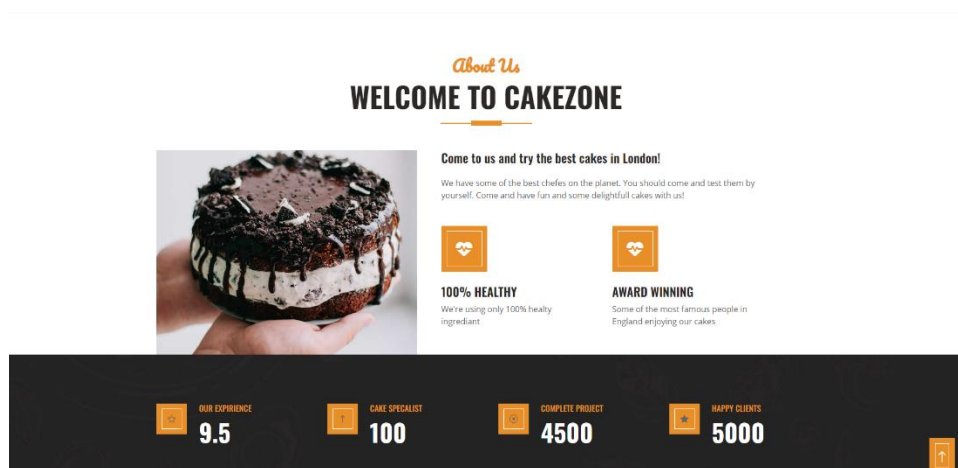 About Us
WELCOME TO CAKEZONE
Come to us and try the best cakes in London!
We have some of the best chefes on the planet. You should come and test them by
yourself. Come and have fun and some delightfull cakes with us!
100% HEALTHY
We're using only 100% healty
ingrediant
AWARD WINNING
Some of the most famous people in
England enjoying our cakes
OUR EXPIRIENCE
9.5
CAKE SPECALIST
100
COMPLETE PROJECT
4500
HAPPY CLIENTS
5000